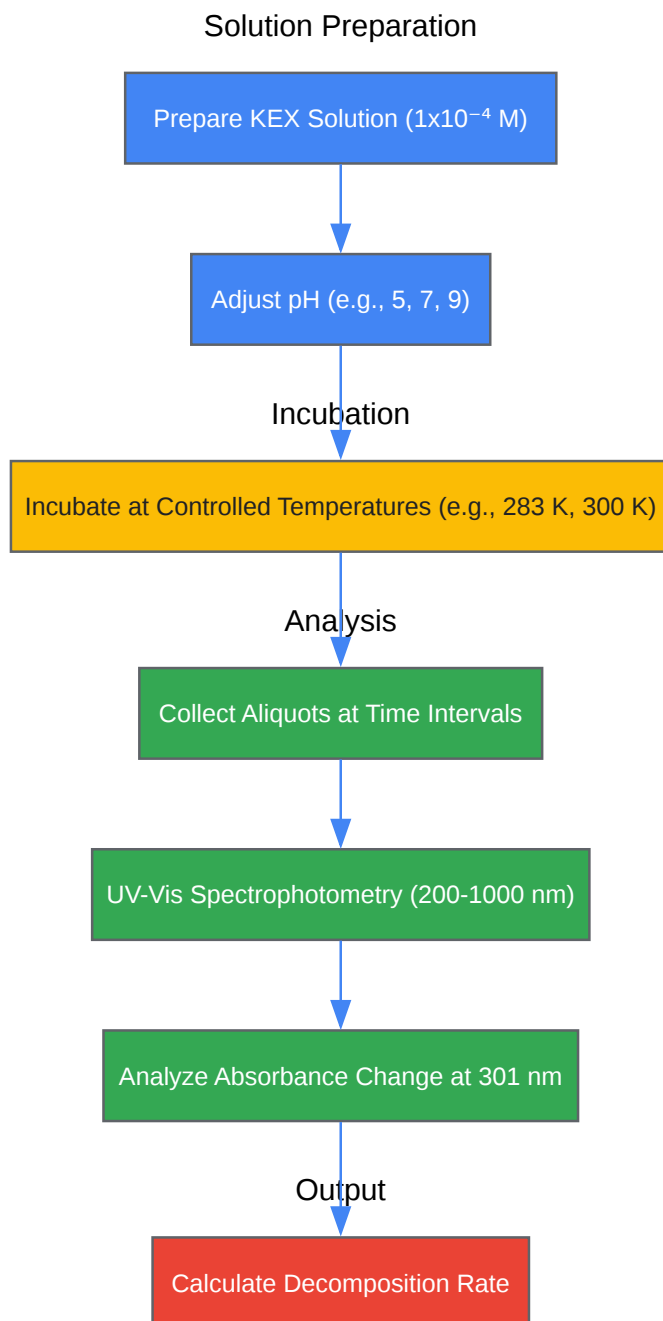 Solution Preparation
Prepare KEX Solution (1x10⁻⁴ M)
Adjust pH (e.g., 5, 7, 9)
Incubation
Incubate at Controlled Temperatures (e.g., 283 K, 300 K)
Analysis
Collect Aliquots at Time Intervals
UV-Vis Spectrophotometry (200-1000 nm)
Analyze Absorbance Change at 301 nm
Output
Calculate Decomposition Rate